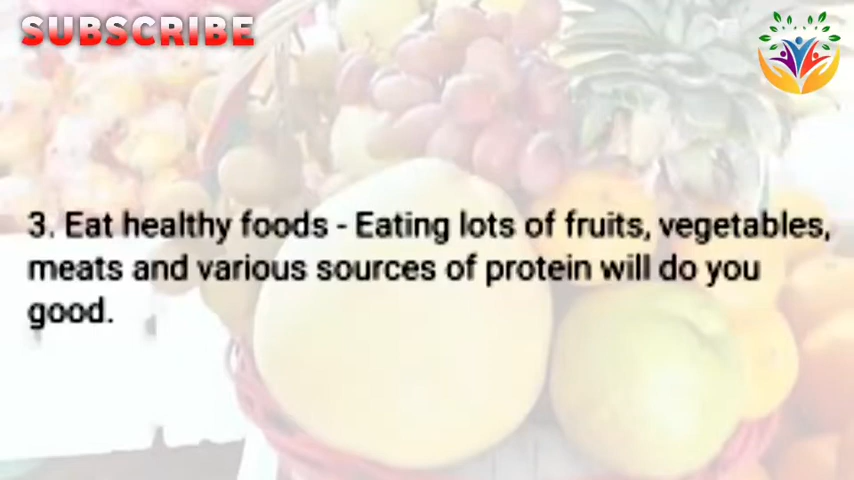 SUBSCRIBE
3. Eat healthy foods - Eating lots of fruits, vegetables,
meats and various sources of protein will do you
good.